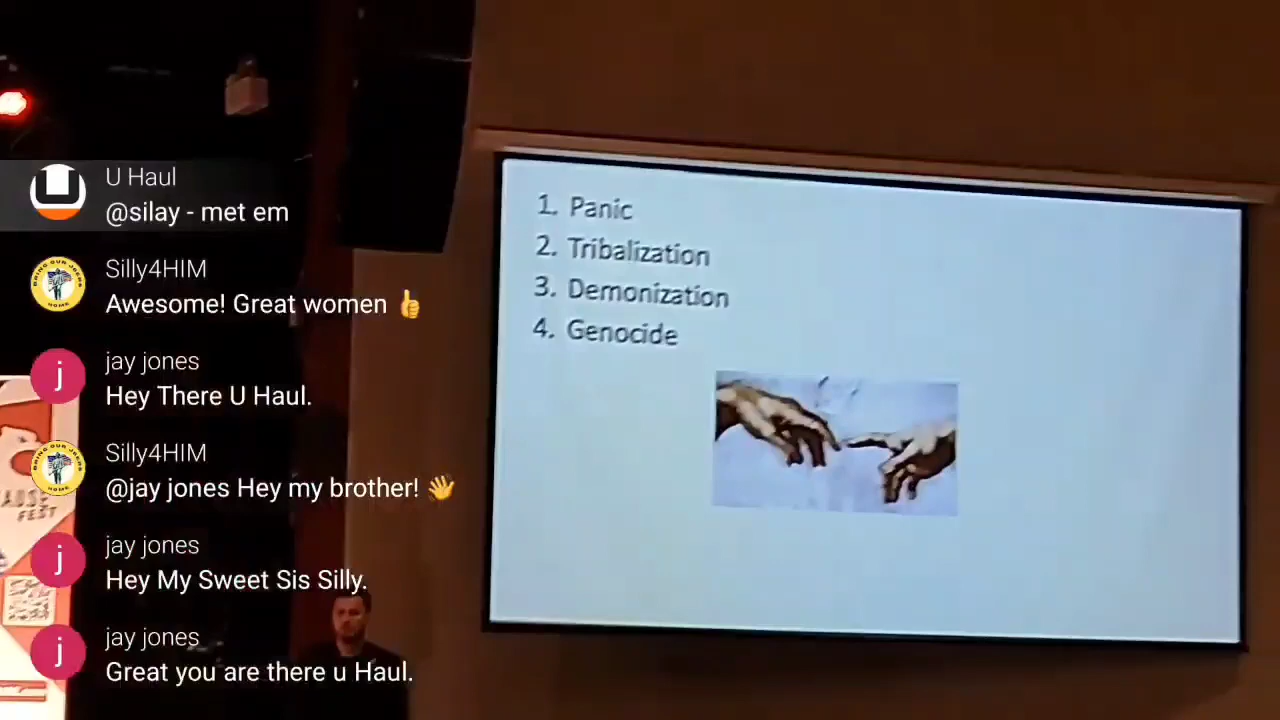 U Haul
@silay - met em
Silly4HIM
Awesome! Great women 👍
jay jones
Hey There U Haul.
Silly4HIM
@jay jones Hey my brother! 👋
jay jones
Hey My Sweet Sis Silly.
jay jones
Great you are there u Haul.
1. Panic
2. Tribalization
3. Demonization
4. Genocide
FEST
j
j
j